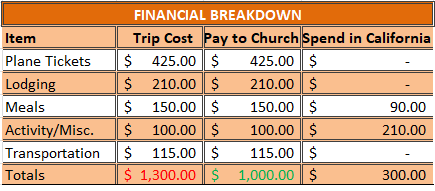 FINANCIAL BREAKDOWN
Item Trip Cost Pay to Church Spend in California
Plane Tickets $ 425.00 $ 425.00 $ -
Lodging $ 210.00 $ 210.00 $ -
Meals $ 150.00 $ 150.00 $ 90.00
Activity/Misc. $ 100.00 $ 100.00 $ 210.00
Transportation $ 115.00 $ 115.00 $ -
Totals $ 1,300.00 $ 1,000.00 $ 300.00